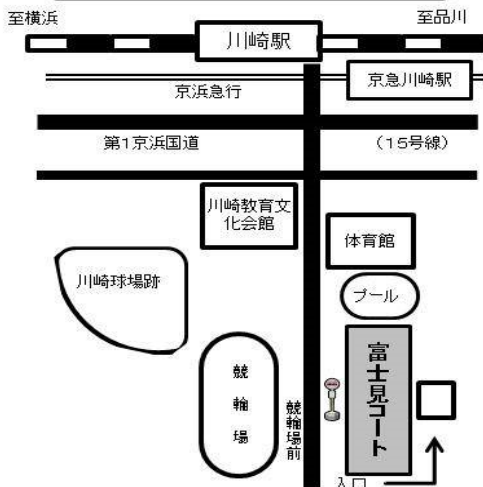 至横浜
至品川
川崎駅
京急川崎駅
京浜急行
第1京浜国道
（15号線）
川崎教育文
化会館
体育館
川崎球場跡
プール
富士見コート
競輪場
競輪場前
入口